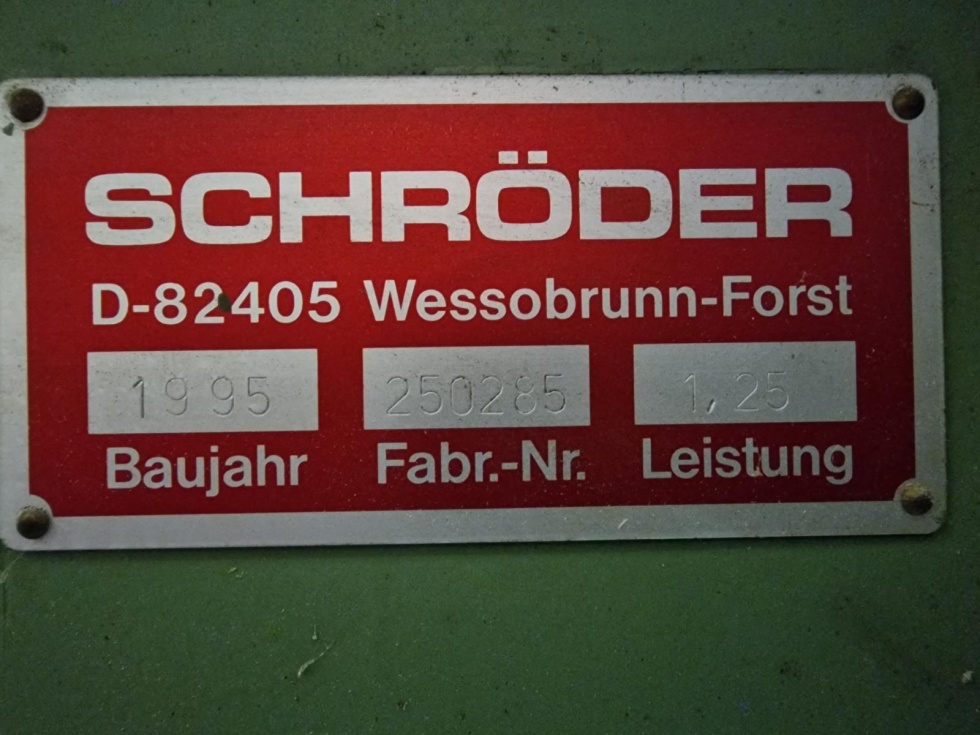 SCHRÖDER
D-82405 Wessobrunn-Forst
1995 250285 1,25
Baujahr Fabr.-Nr. Leistung